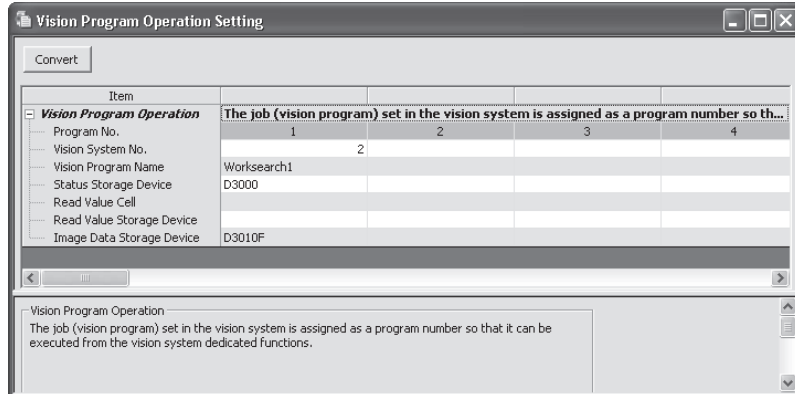 Vision Program Operation Setting
Convert
Item
Vision Program Operation The job (vision program) set in the vision system is assigned as a program number so th...
Program No. 1 2 3 4
Vision System No. 2
Vision Program Name Worksearch1
Status Storage Device D3000
Read Value Cell
Read Value Storage Device
Image Data Storage Device D3010F
Vision Program Operation
The job (vision program) set in the vision system is assigned as a program number so that it can be
executed from the vision system dedicated functions.